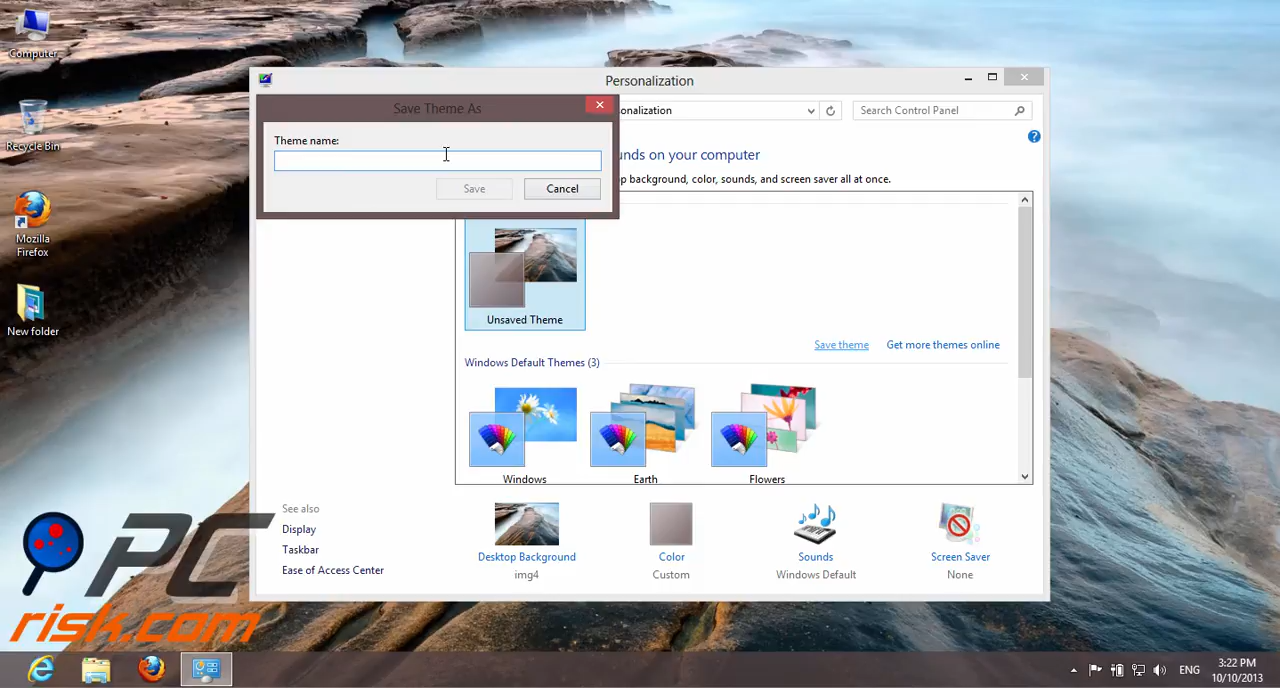 Computer
Recycle Bin
Mozilla
Firefox
New folder
Personalization
Save Theme As
Theme name:
Save
Cancel
onalization
Search Control Panel
unds on your computer
p background, color, sounds, and screen saver all at once.
Unsaved Theme
Save theme
Get more themes online
Windows Default Themes (3)
Windows
Earth
Flowers
See also
Display
Taskbar
Ease of Access Center
Desktop Background
img4
Color
Custom
Sounds
Windows Default
Screen Saver
None
PC
risk.com
ENG
3:22 PM
10/10/2013